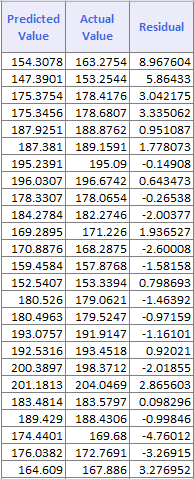 Predicted Value Actual Value Residual
154.3078 163.2754 8.967604
147.3901 153.2544 5.86433
175.3754 178.4176 3.042175
175.3456 178.6807 3.335062
187.9251 188.8762 0.951087
187.381 189.1591 1.778073
195.2391 195.09 -0.14908
196.0307 196.6742 0.643473
178.3307 178.0654 -0.26538
184.2784 182.2746 -2.00377
169.2895 171.226 1.936527
170.8876 168.2875 -2.60008
159.4584 157.8768 -1.58158
152.5407 153.3394 0.798693
180.526 179.0621 -1.46392
180.4963 179.5247 -0.97159
193.0757 191.9147 -1.16101
192.5316 193.4518 0.92021
200.3897 198.3712 -2.01855
201.1813 204.0469 2.865603
183.4814 183.5797 0.098296
189.429 188.4306 -0.99846
174.4401 169.68 -4.76012
176.0382 172.7691 -3.26915
164.609 167.886 3.276952